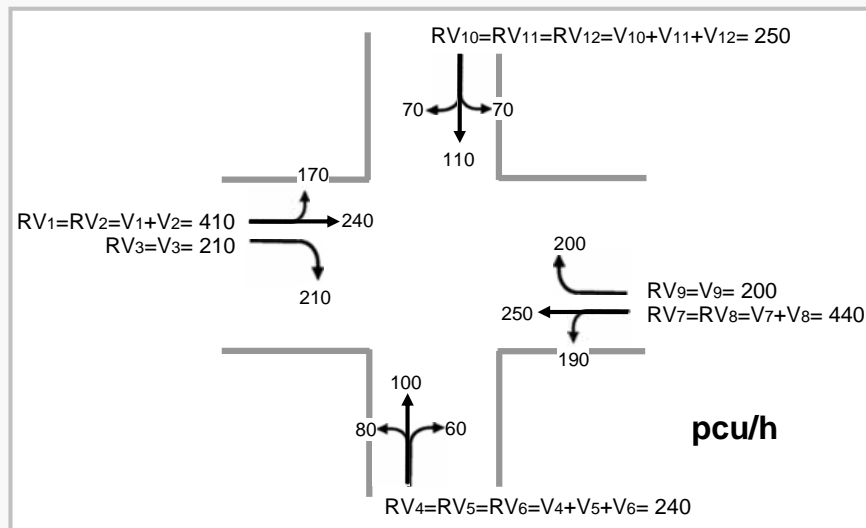 RV10=RV11=RV12=V10+V11+V12= 250
70
70
110
170
RV1=RV2=V1+V2= 410
240
RV3=V3= 210
210
200
RV9=V9= 200
250
RV7=RV8=V7+V8= 440
190
100
80
60
pcu/h
RV4=RV5=RV6=V4+V5+V6= 240